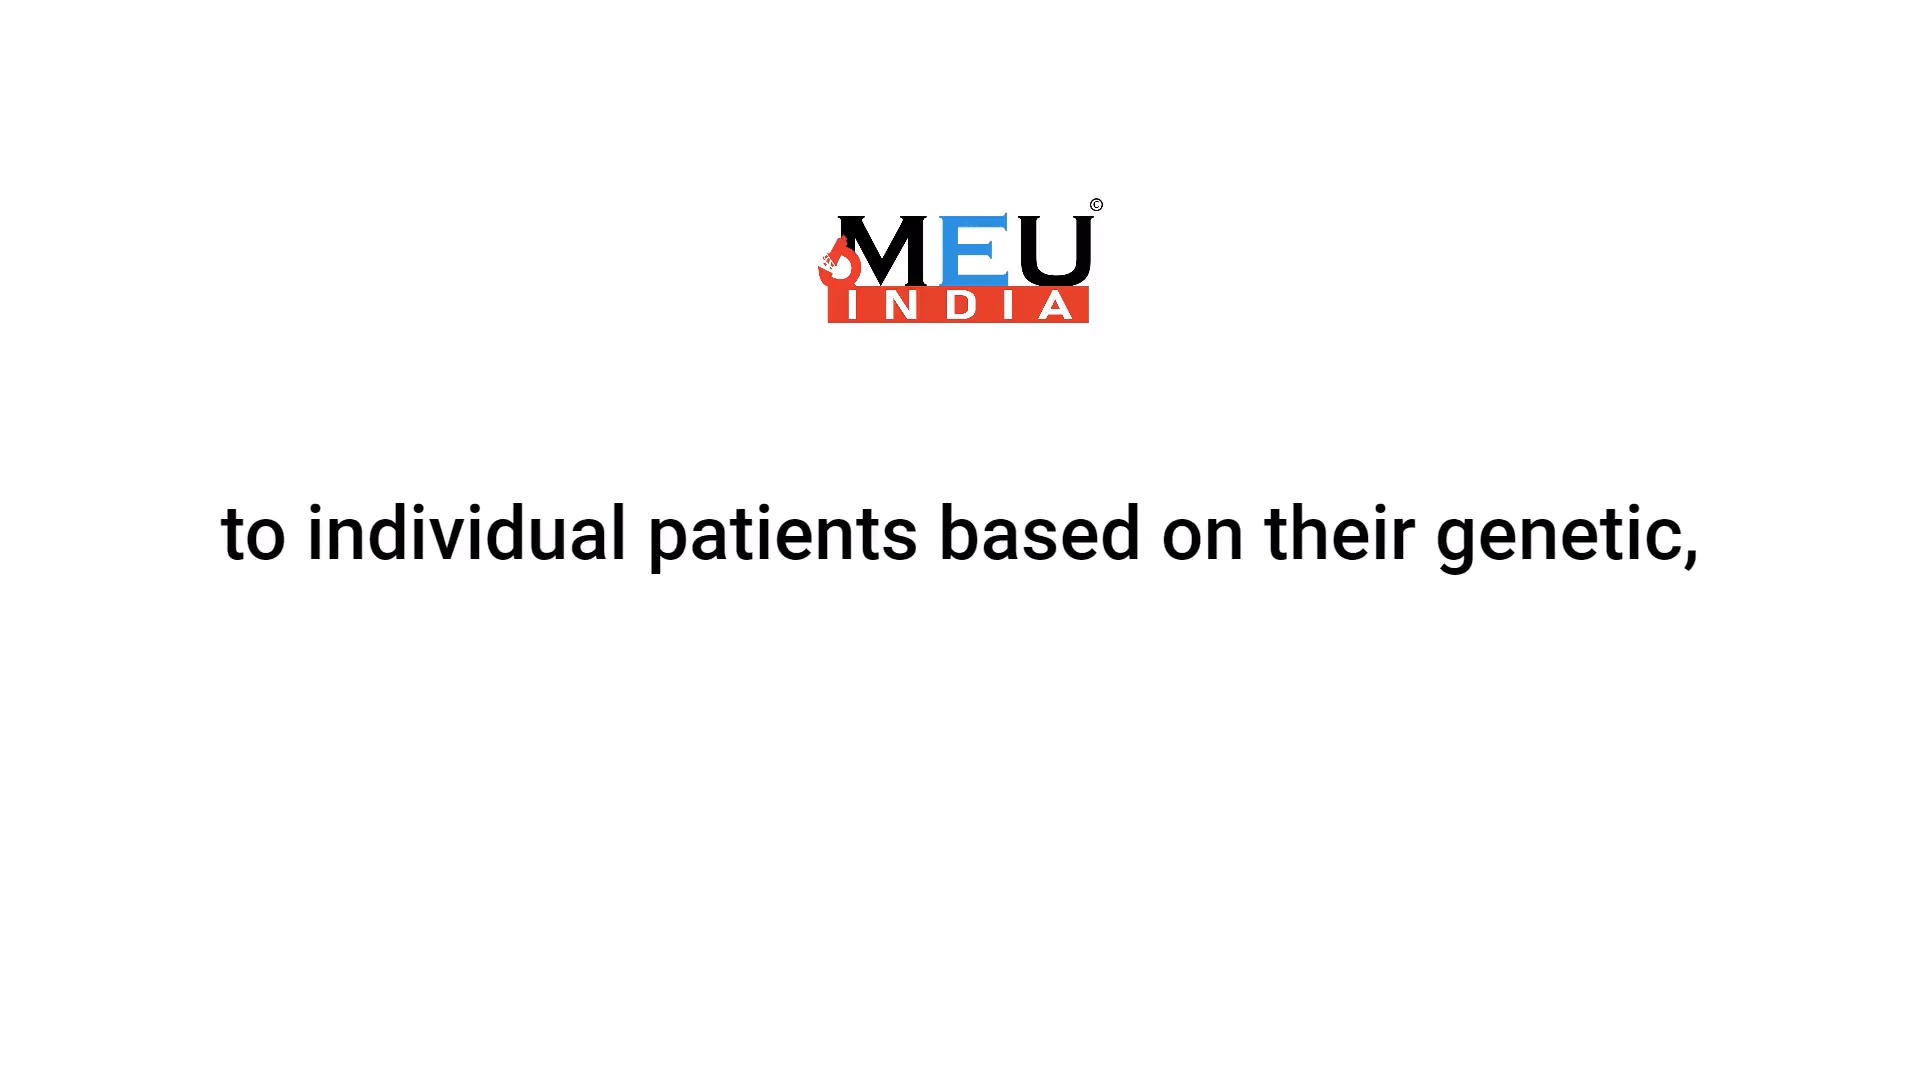 MEU
©
INDIA
to individual patients based on their genetic,